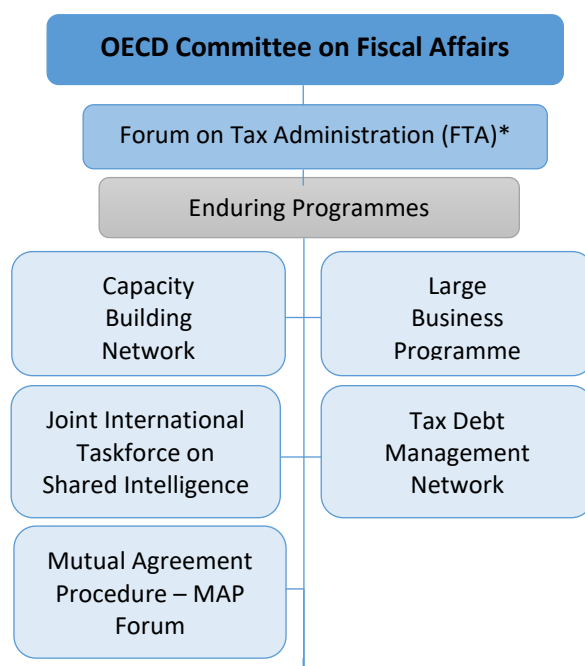 OECD Committee on Fiscal Affairs
Forum on Tax Administration (FTA)*
Enduring Programmes
Capacity
Building
Network
Large
Business
Programme
Joint International
Taskforce on
Shared Intelligence
Tax Debt
Management
Network
Mutual Agreement
Procedure – MAP
Forum